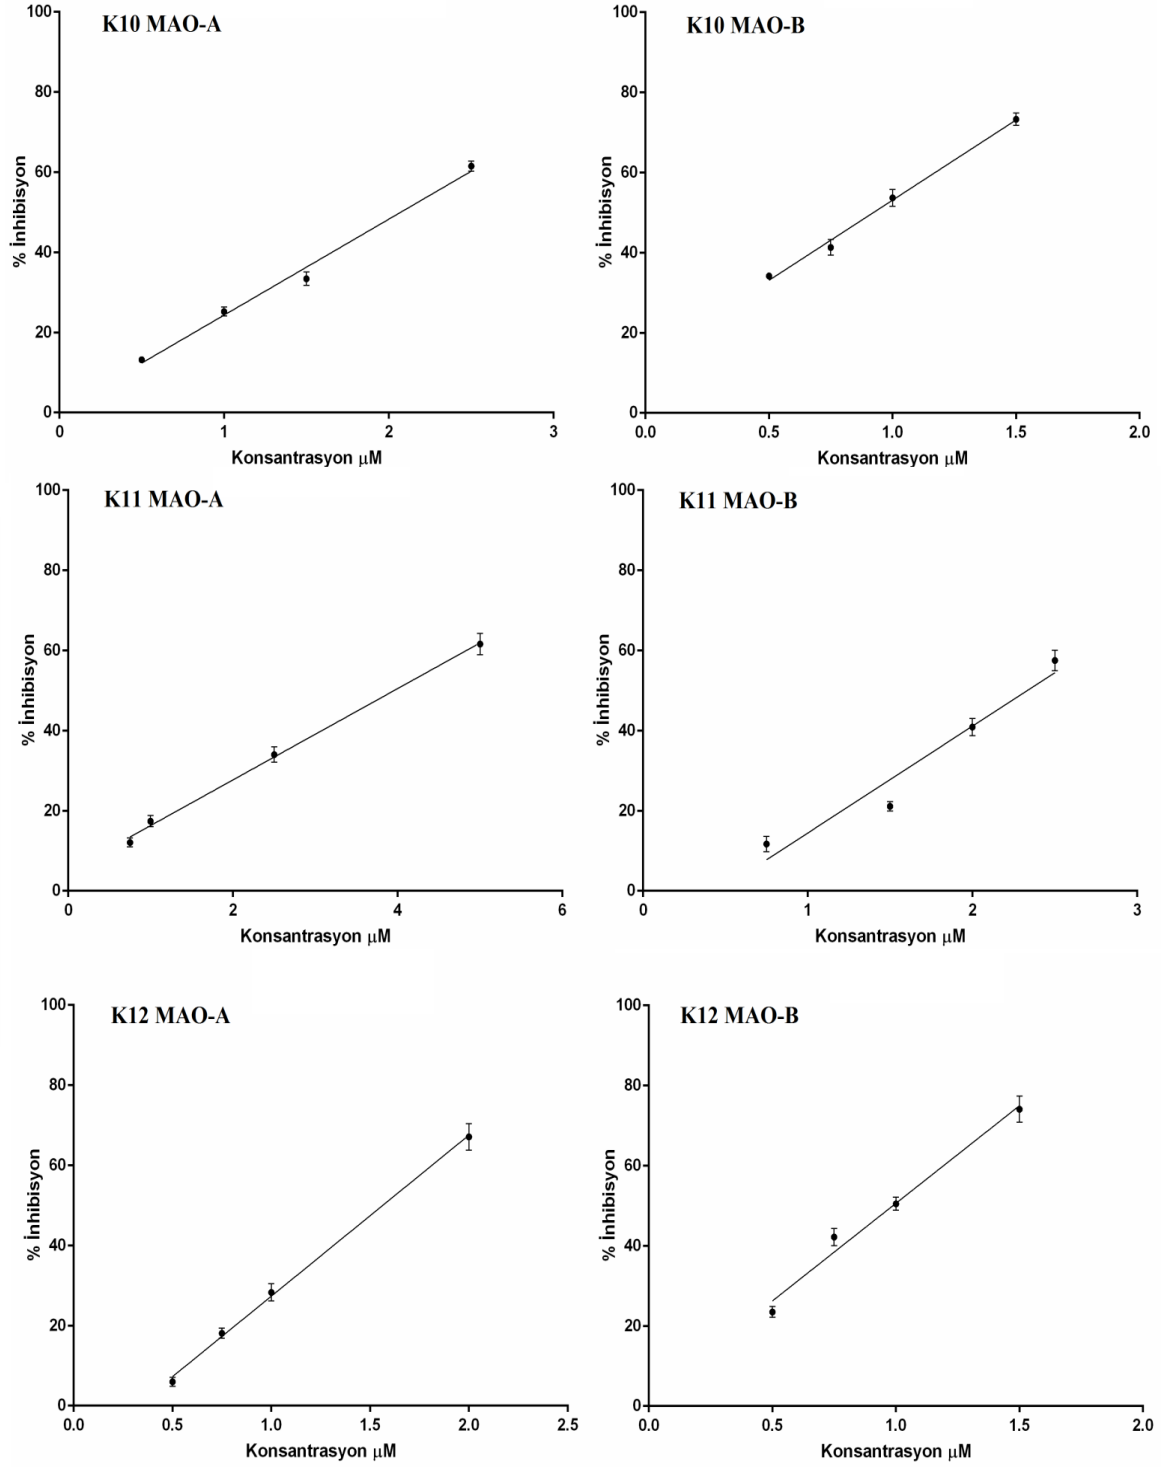 K10 MAO-A
100
80
60
40
20
0
% İnhibisyon
0 1 2 3
Konsantrasyon μM
K10 MAO-B
100
80
60
40
20
0
% İnhibisyon
0.0 0.5 1.0 1.5 2.0
Konsantrasyon μM
K11 MAO-A
100
80
60
40
20
0
% İnhibisyon
0 2 4 6
Konsantrasyon μM
K11 MAO-B
100
80
60
40
20
0
% İnhibisyon
0 1 2 3
Konsantrasyon μM
K12 MAO-A
100
80
60
40
20
0
% İnhibisyon
0.0 0.5 1.0 1.5 2.0 2.5
Konsantrasyon μM
K12 MAO-B
100
80
60
40
20
0
% İnhibisyon
0.0 0.5 1.0 1.5 2.0
Konsantrasyon μM